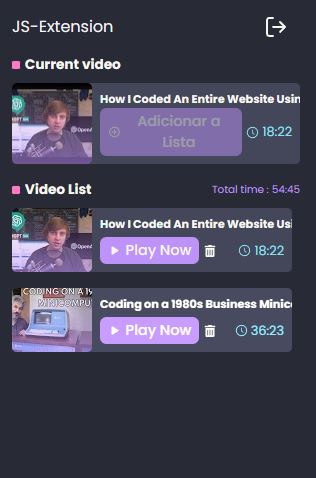 JS-Extension
Current video
How I Coded An Entire Website Usin
Adicionar a
Lista
18:22
Video List
Total time : 54:45
How I Coded An Entire Website Usi
Play Now
18:22
CODING ON A 19
MINICOMPUT
Coding on a 1980s Business Minico
Play Now
36:23